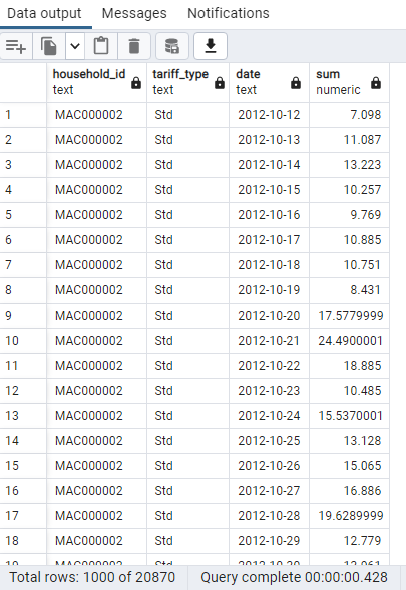 Data output Messages Notifications
household_id tariff_type date sum
text text text numeric
1 MAC000002 Std 2012-10-12 7.098
2 MAC000002 Std 2012-10-13 11.087
3 MAC000002 Std 2012-10-14 13.223
4 MAC000002 Std 2012-10-15 10.257
5 MAC000002 Std 2012-10-16 9.769
6 MAC000002 Std 2012-10-17 10.885
7 MAC000002 Std 2012-10-18 10.751
8 MAC000002 Std 2012-10-19 8.431
9 MAC000002 Std 2012-10-20 17.5779999
10 MAC000002 Std 2012-10-21 24.4900001
11 MAC000002 Std 2012-10-22 18.885
12 MAC000002 Std 2012-10-23 10.485
13 MAC000002 Std 2012-10-24 15.5370001
14 MAC000002 Std 2012-10-25 13.128
15 MAC000002 Std 2012-10-26 15.065
16 MAC000002 Std 2012-10-27 16.886
17 MAC000002 Std 2012-10-28 19.6289999
18 MAC000002 Std 2012-10-29 12.779
Total rows: 1000 of 20870 Query complete 00:00:00.428